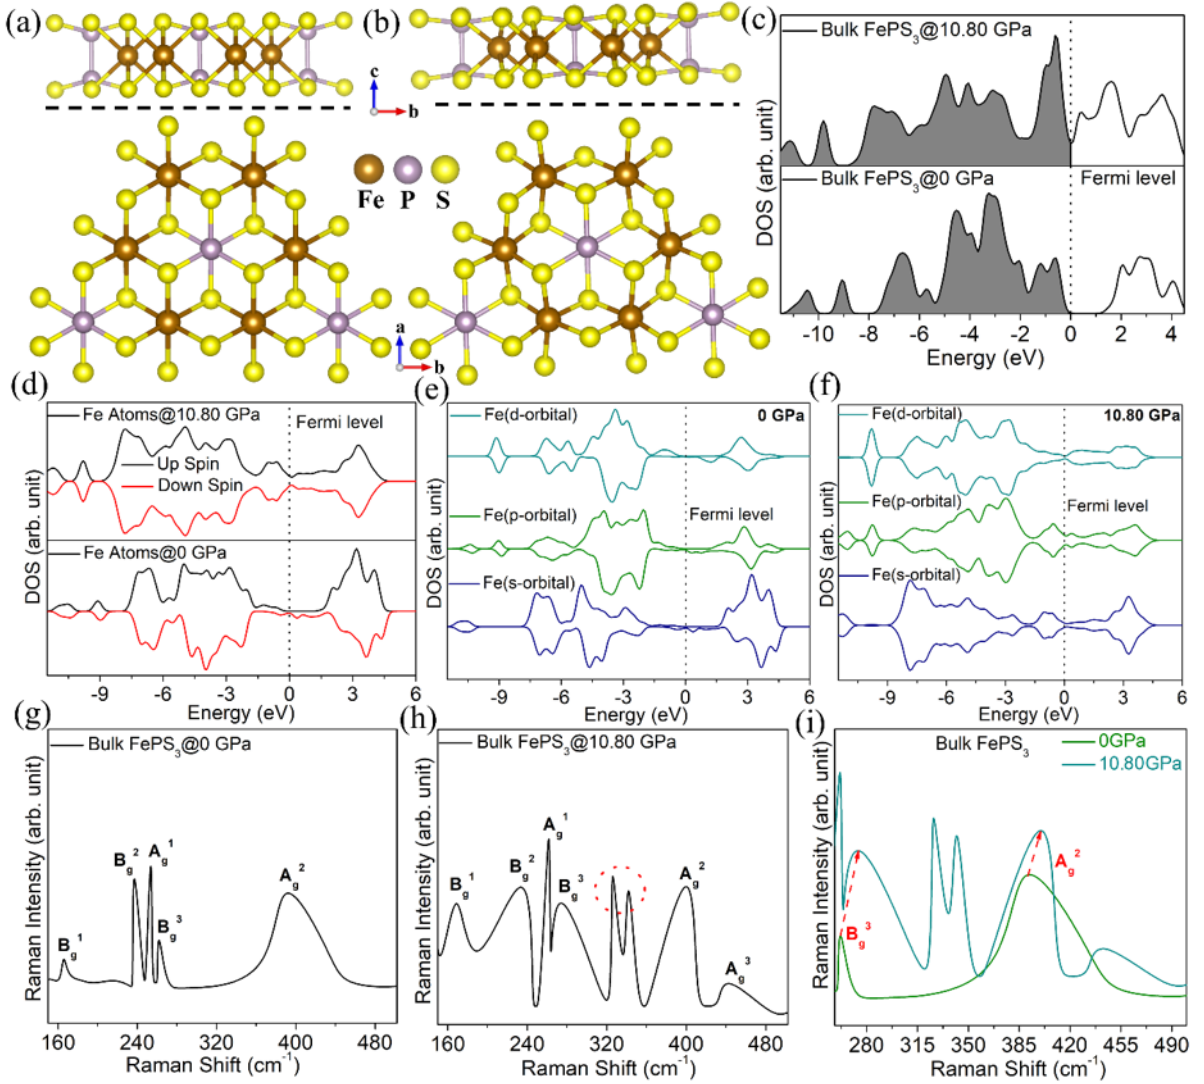 (a)
(b)
c
b
Fe P S
a
b
(c)
Bulk FePS3@10.80 GPa
Bulk FePS3@0 GPa
Fermi level
DOS (arb. unit)
-10 -8 -6 -4 -2 0 2 4
Energy (eV)
(d)
Fe Atoms@10.80 GPa
Fermi level
Up Spin
Down Spin
Fe Atoms@0 GPa
DOS (arb. unit)
-9 -6 -3 0 3 6
Energy (eV)
(e)
Fe(d-orbital)
0 GPa
Fe(p-orbital)
Fermi level
Fe(s-orbital)
DOS (arb. unit)
-9 -6 -3 0 3 6
Energy (eV)
(f)
Fe(d-orbital)
10.80 GPa
Fe(p-orbital)
Fermi level
Fe(s-orbital)
DOS (arb. unit)
-9 -6 -3 0 3 6
Energy (eV)
(g)
Bulk FePS3@0 GPa
Bg1
Bg2
Ag1
Bg3
Ag2
Raman Intensity (arb. unit)
160 240 320 400 480
Raman Shift (cm-1)
(h)
Bulk FePS3@10.80 GPa
Bg1
Bg2
Ag1
Bg3
Ag2
Ag3
Raman Intensity (arb. unit)
160 240 320 400 480
Raman Shift (cm-1)
(i)
Bulk FePS3
0GPa
10.80GPa
Bg3
Ag2
Raman Intensity (arb. unit)
280 315 350 385 420 455 490
Raman Shift (cm-1)